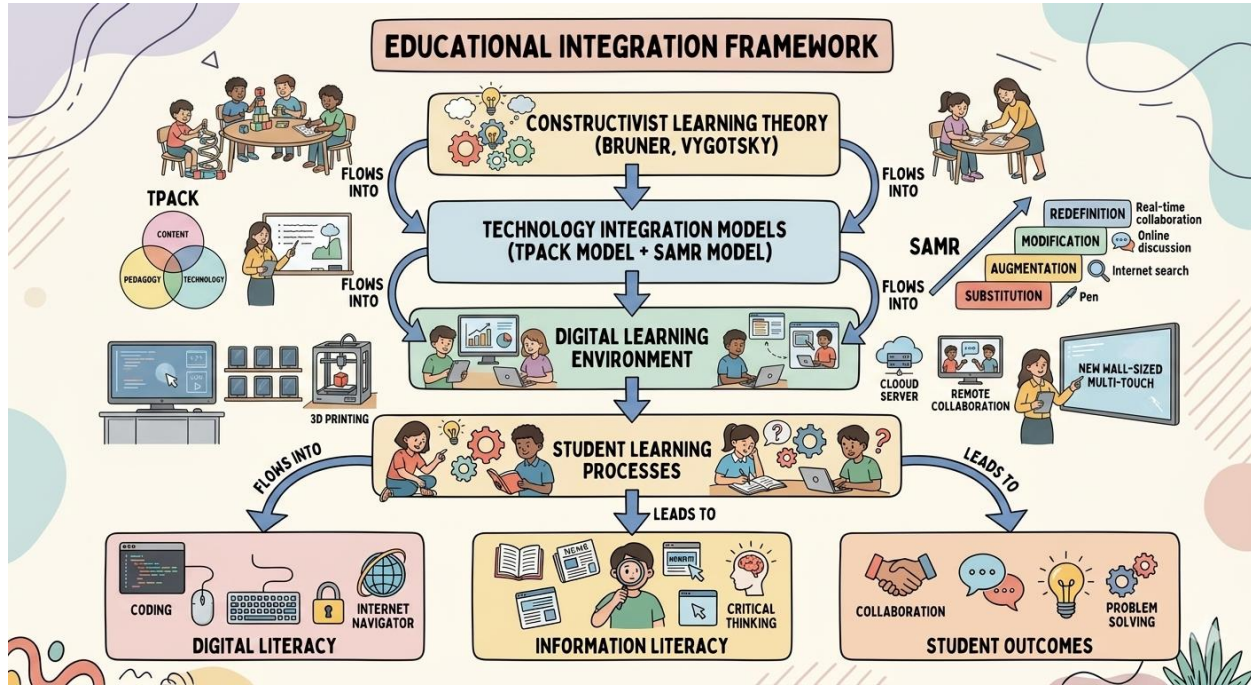 EDUCATIONAL INTEGRATION FRAMEWORK
CONSTRUCTIVIST LEARNING THEORY
(BRUNER, VYGOTSKY)
FLOWS
INTO
FLOWS
INTO
TPACK
CONTENT
PEDAGOGY
TECHNOLOGY
TECHNOLOGY INTEGRATION MODELS
(TPACK MODEL + SAMR MODEL)
SAMR
REDEFINITION
Real-time
collaboration
MODIFICATION
Online
discussion
AUGMENTATION
Internet search
SUBSTITUTION
Pen
FLOWS
INTO
FLOWS
INTO
DIGITAL LEARNING
ENVIRONMENT
3D PRINTING
CLOOUD
SERVER
REMOTE
COLLABORATION
NEW WALL-SIZED
MULTI-TOUCH
STUDENT LEARNING
PROCESSES
FLOWS INTO
LEADS TO
LEADS TO
CODING
INTERNET
NAVIGATOR
DIGITAL LITERACY
NEME
CRITICAL
THINKING
INFORMATION LITERACY
COLLABORATION
PROBLEM
SOLVING
STUDENT OUTCOMES